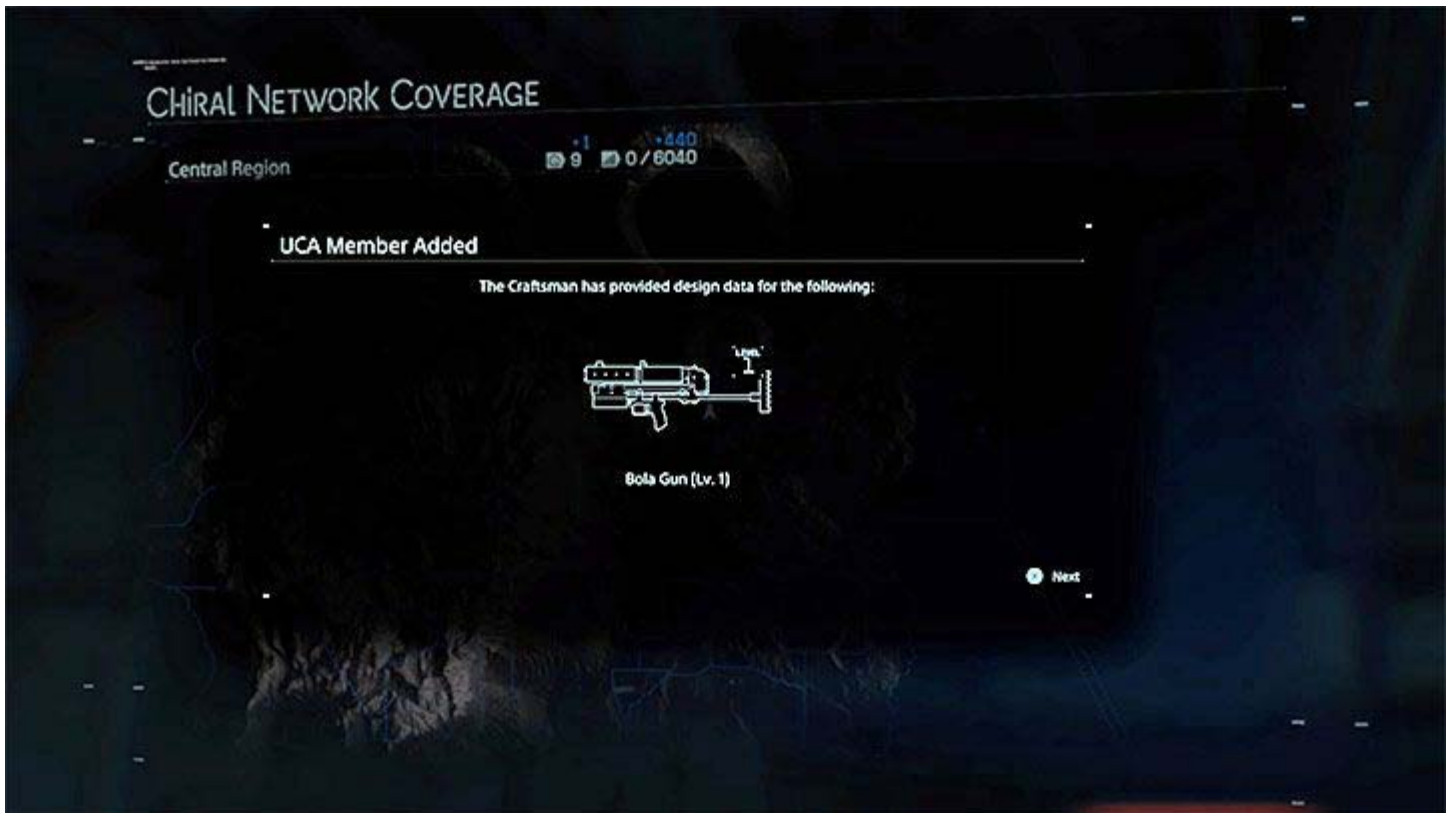 CHIRAL NETWORK COVERAGE
+1 +440
Central Region 9 0/6040
UCA Member Added
The Craftsman has provided design data for the following:
LEVEL
1
Bola Gun (Lv. 1)
Next